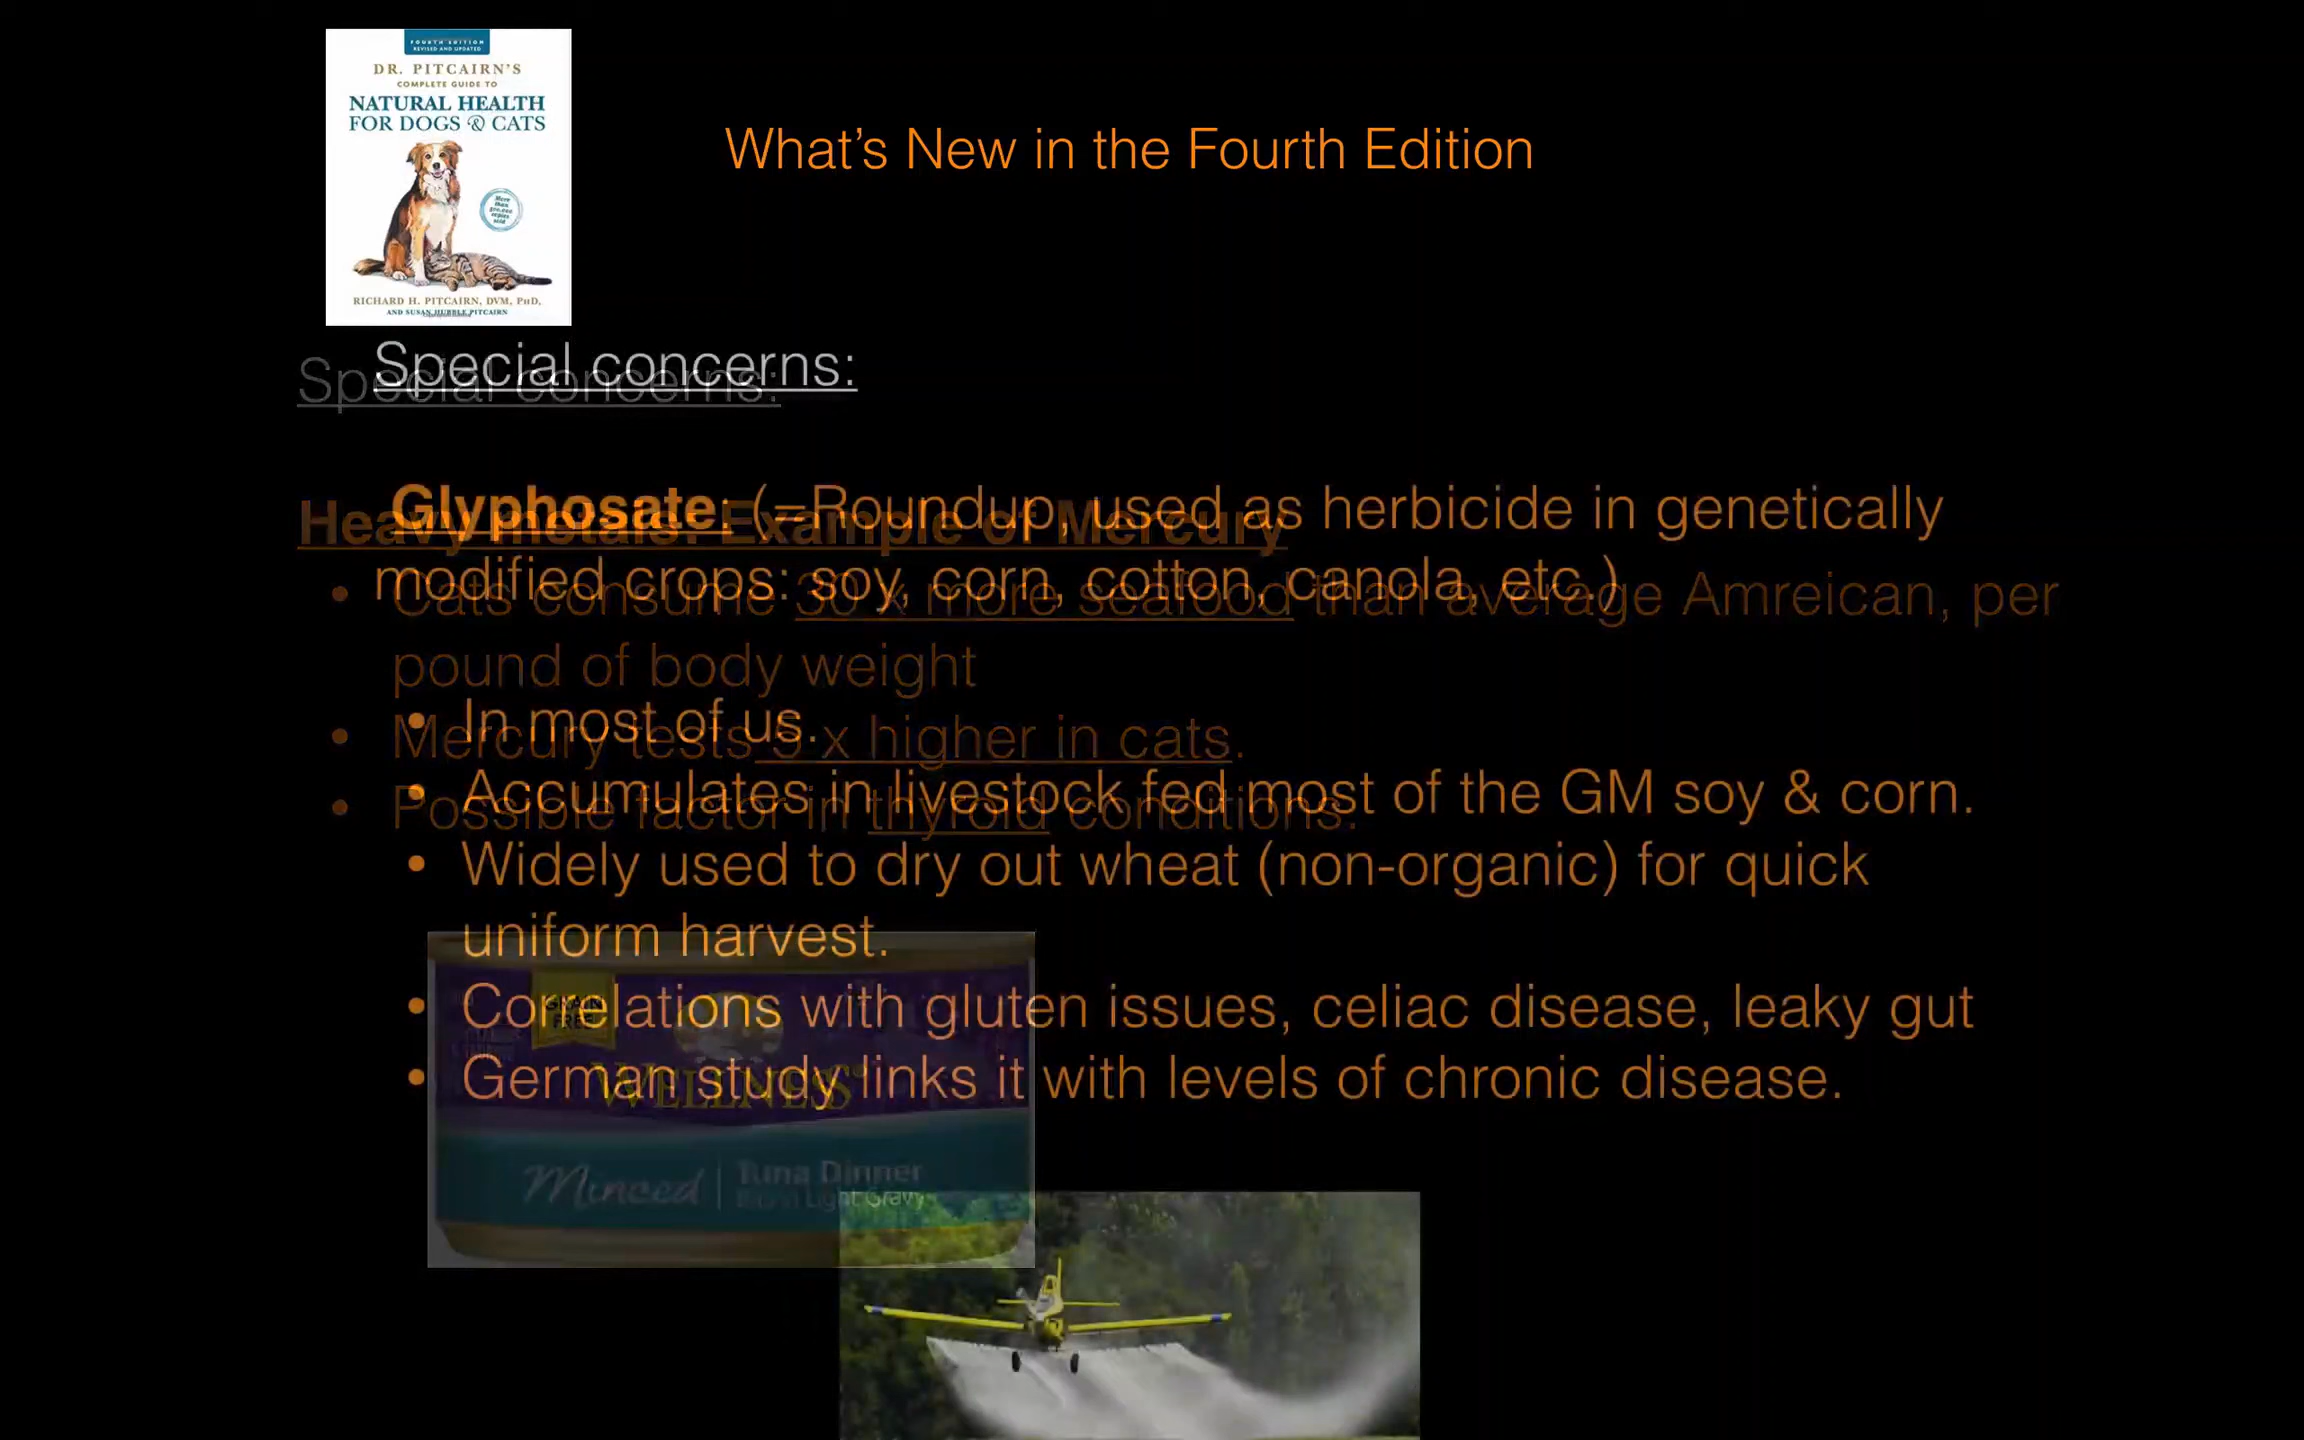 FOURTH EDITION
REVISED AND UPDATED
DR. PITCAIRN'S
COMPLETE GUIDE TO
NATURAL HEALTH
FOR DOGS & CATS
More
than
copies
sold
RICHARD H. PITCAIRN, DVM, PHD,
AND SUSAN HUBBLE PITCAIRN
What's New in the Fourth Edition
Special concerns:
Glyphosate: (=Roundup, used as herbicide in genetically
modified crops: soy, corn, cotton, canola, etc.)
• In most of us.
• Accumulates in livestock fed most of the GM soy & corn.
• Widely used to dry out wheat (non-organic) for quick
uniform harvest.
• Correlations with gluten issues, celiac disease, leaky gut
• German study links it with levels of chronic disease.
Special concerns:
Heavy metals: Example of Mercury
• Cats consume 30 x more seafood than average Amreican, per
pound of body weight
• Mercury tests 5 x higher in cats.
• Possible factor in thyroid conditions.
GRAIN
FREE
WELLNESS
Minced | Tuna Dinner
Light Gravy